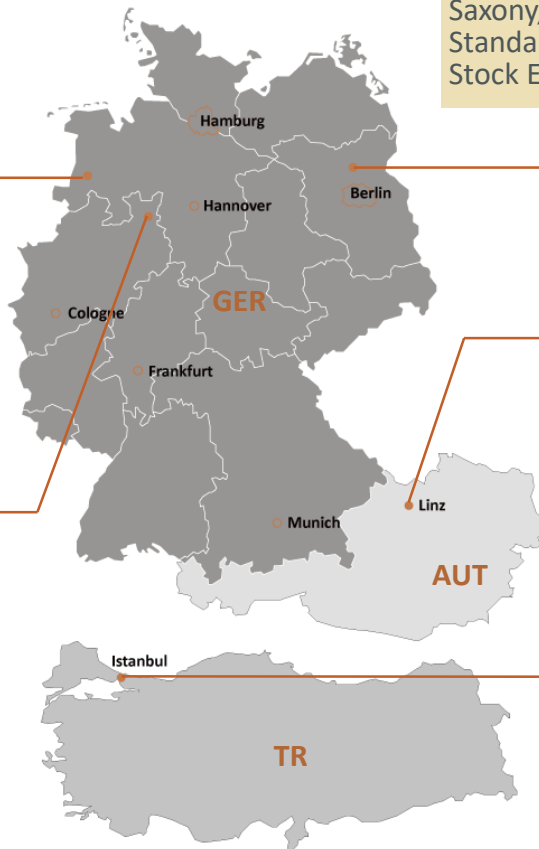 Saxony,
Standa
Stock E
Hamburg
Berlin
Hannover
GER
Cologne
Frankfurt
Linz
Munich
AUT
Istanbul
TR